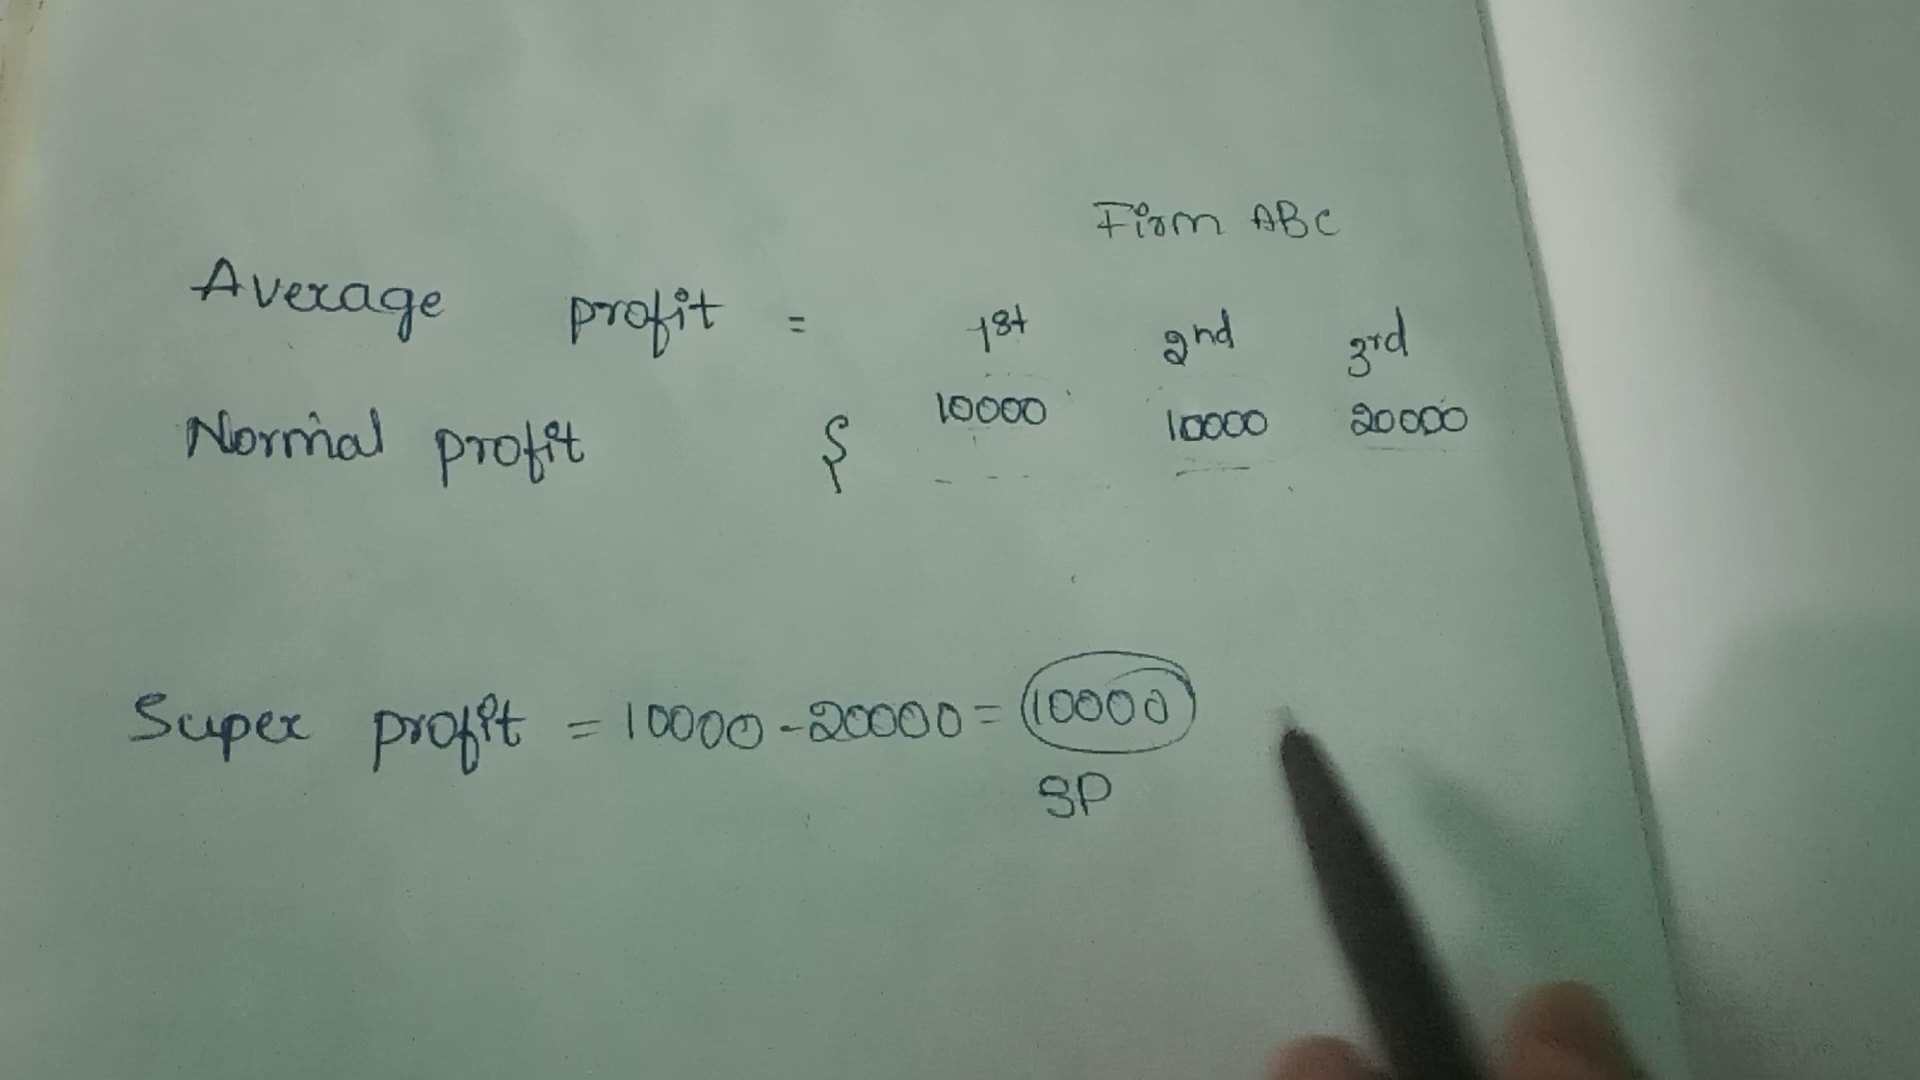 Firm ABC
Average profit = 1st 2nd 3rd
Normal profit 10000 10000 20000
Super profit = 10000 - 20000 = 10000
SP